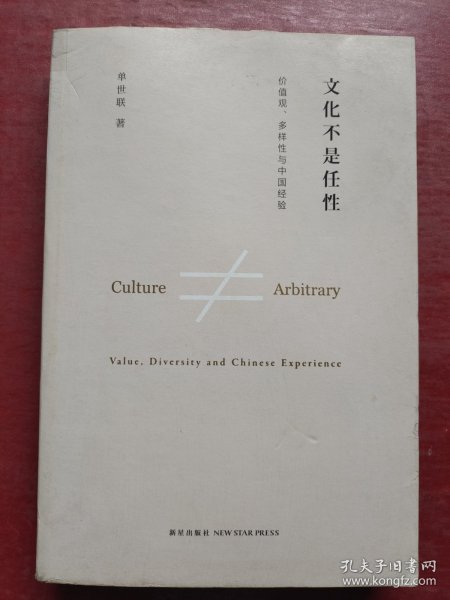 文化不是任性
价值观、多样性与中国经验
单世联 著
Culture ≠ Arbitrary
Value, Diversity and Chinese Experience
新星出版社 NEW STAR PRESS
孔夫子旧书网
www.kongfz.com